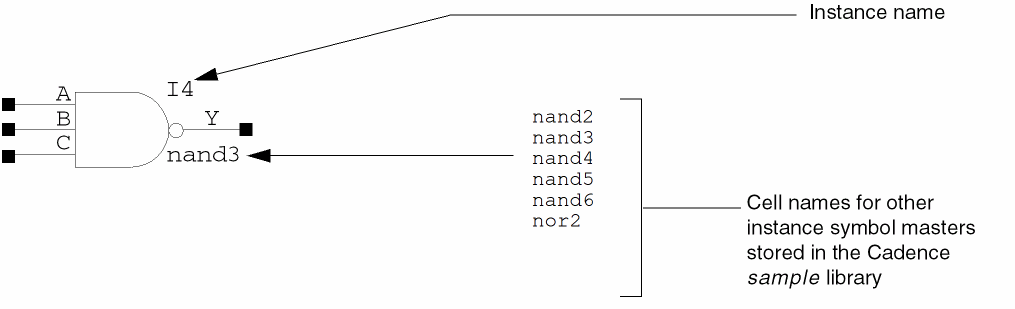 Instance name
I4
A
B
C
Y
nand3
nand2
nand3
nand4
nand5
nand6
nor2
Cell names for other
instance symbol masters
stored in the Cadence
sample library